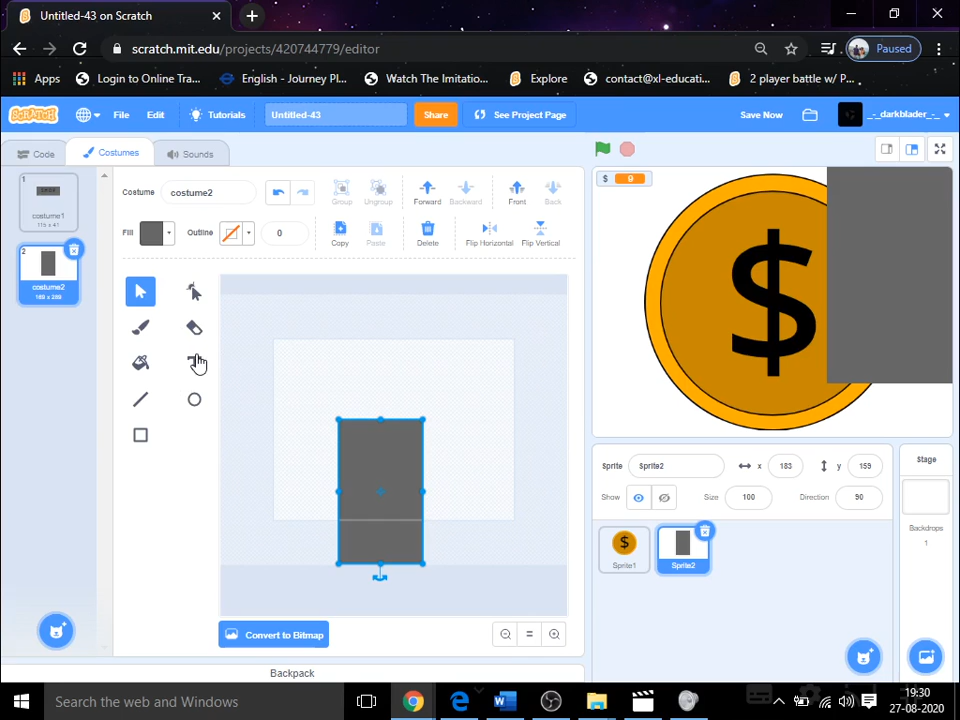 Untitled-43 on Scratch
scratch.mit.edu/projects/420744779/editor
Paused
Apps
Login to Online Tra...
English - Journey Pl...
Watch The Imitatio...
Explore
contact@xl-educati...
2 player battle w/ P...
SCRATCH
File
Edit
Tutorials
Untitled-43
Share
See Project Page
Save Now
_-_darkblader_-_
Code
Costumes
Sounds
1
costume1
115 x 41
2
costume2
169 x 289
Costume
costume2
Group
Ungroup
Forward
Backward
Front
Back
Fill
Outline
0
Copy
Paste
Delete
Flip Horizontal
Flip Vertical
Convert to Bitmap
Backpack
$ 9
$
Sprite
Sprite2
x
183
y
159
Show
Size
100
Direction
90
Stage
Backdrops
1
$
Sprite1
Sprite2
Search the web and Windows
19:30
27-08-2020